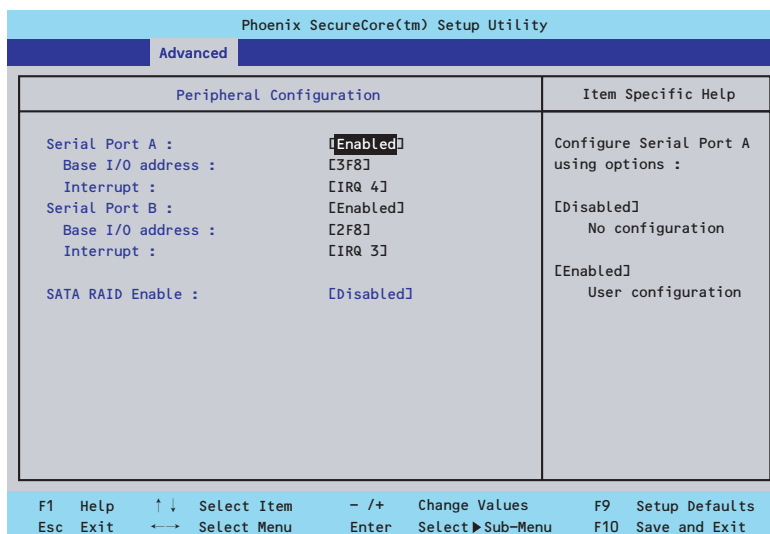 Phoenix SecureCore(tm) Setup Utility
Advanced
Peripheral Configuration
Item Specific Help
Serial Port A : [Enabled]
Base I/O address : [3F8]
Interrupt : [IRQ 4]
Serial Port B : [Enabled]
Base I/O address : [2F8]
Interrupt : [IRQ 3]
SATA RAID Enable : [Disabled]
Configure Serial Port A
using options :
[Disabled]
No configuration
[Enabled]
User configuration
F1 Help ↑↓ Select Item - /+ Change Values F9 Setup Defaults
Esc Exit ←→ Select Menu Enter Select▶Sub-Menu F10 Save and Exit